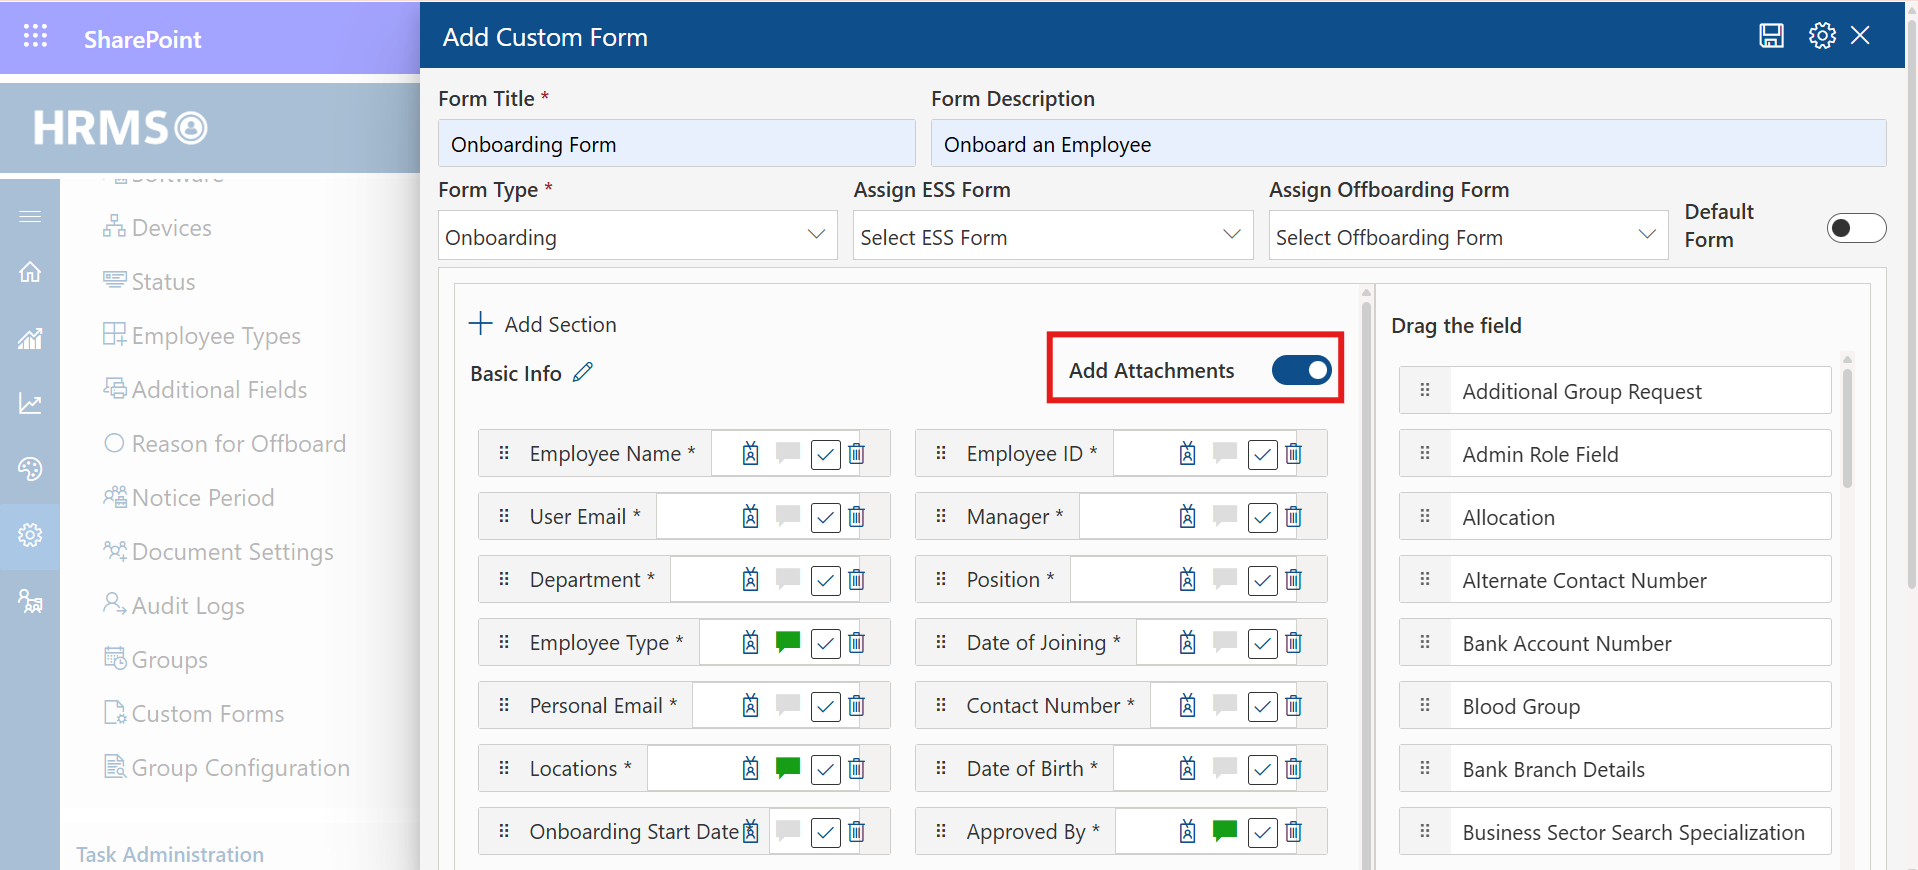 SharePoint
Add Custom Form
HRMS
Form Title *
Form Description
Onboarding Form
Onboard an Employee
Form Type *
Assign ESS Form
Assign Offboarding Form
Default
Form
Onboarding
Select ESS Form
Select Offboarding Form
Software
Devices
Status
Employee Types
Additional Fields
Reason for Offboard
Notice Period
Document Settings
Audit Logs
Groups
Custom Forms
Group Configuration
Task Administration
Add Section
Basic Info
Add Attachments
Employee Name *
Employee ID *
User Email *
Manager *
Department *
Position *
Employee Type *
Date of Joining *
Personal Email *
Contact Number *
Locations *
Date of Birth *
Onboarding Start Date *
Approved By *
Drag the field
Additional Group Request
Admin Role Field
Allocation
Alternate Contact Number
Bank Account Number
Blood Group
Bank Branch Details
Business Sector Search Specialization